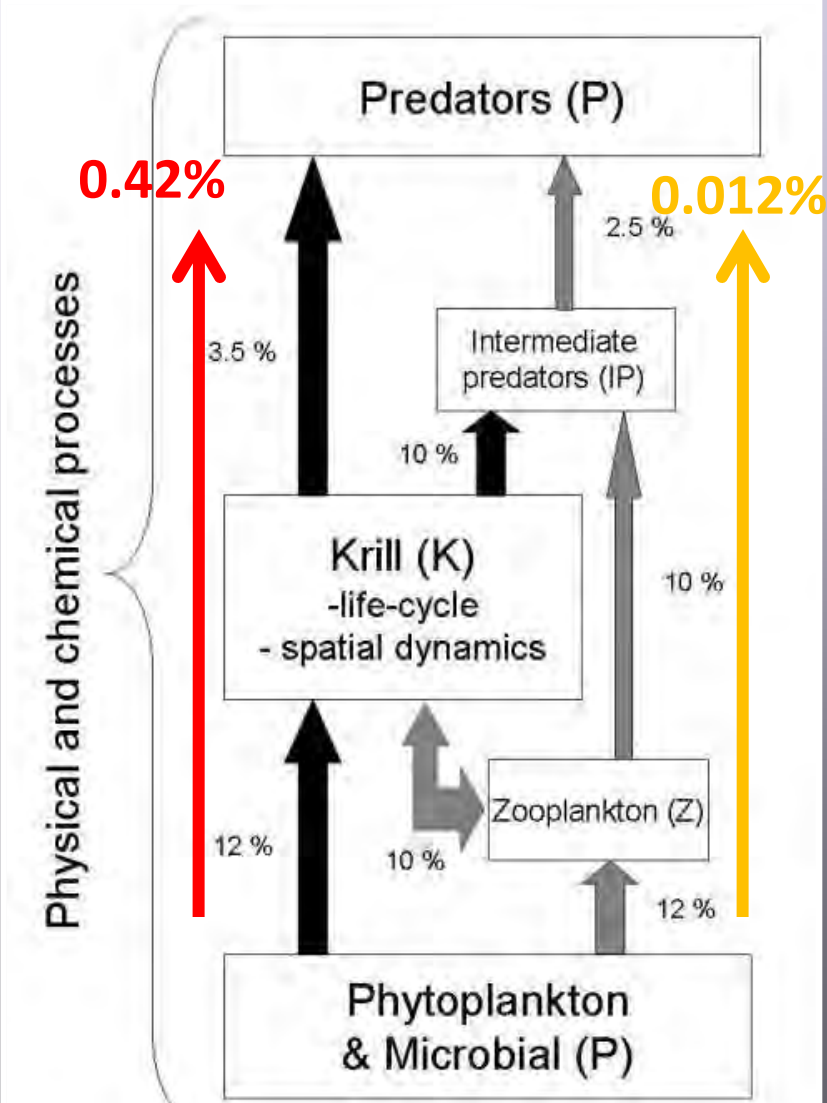 Predators (P)
0.42%
0.012%
2.5 %
3.5 %
Intermediate
predators (IP)
10 %
Krill (K)
-life-cycle
- spatial dynamics
10 %
Zooplankton (Z)
12 %
10 %
12 %
Phytoplankton
& Microbial (P)
Physical and chemical processes